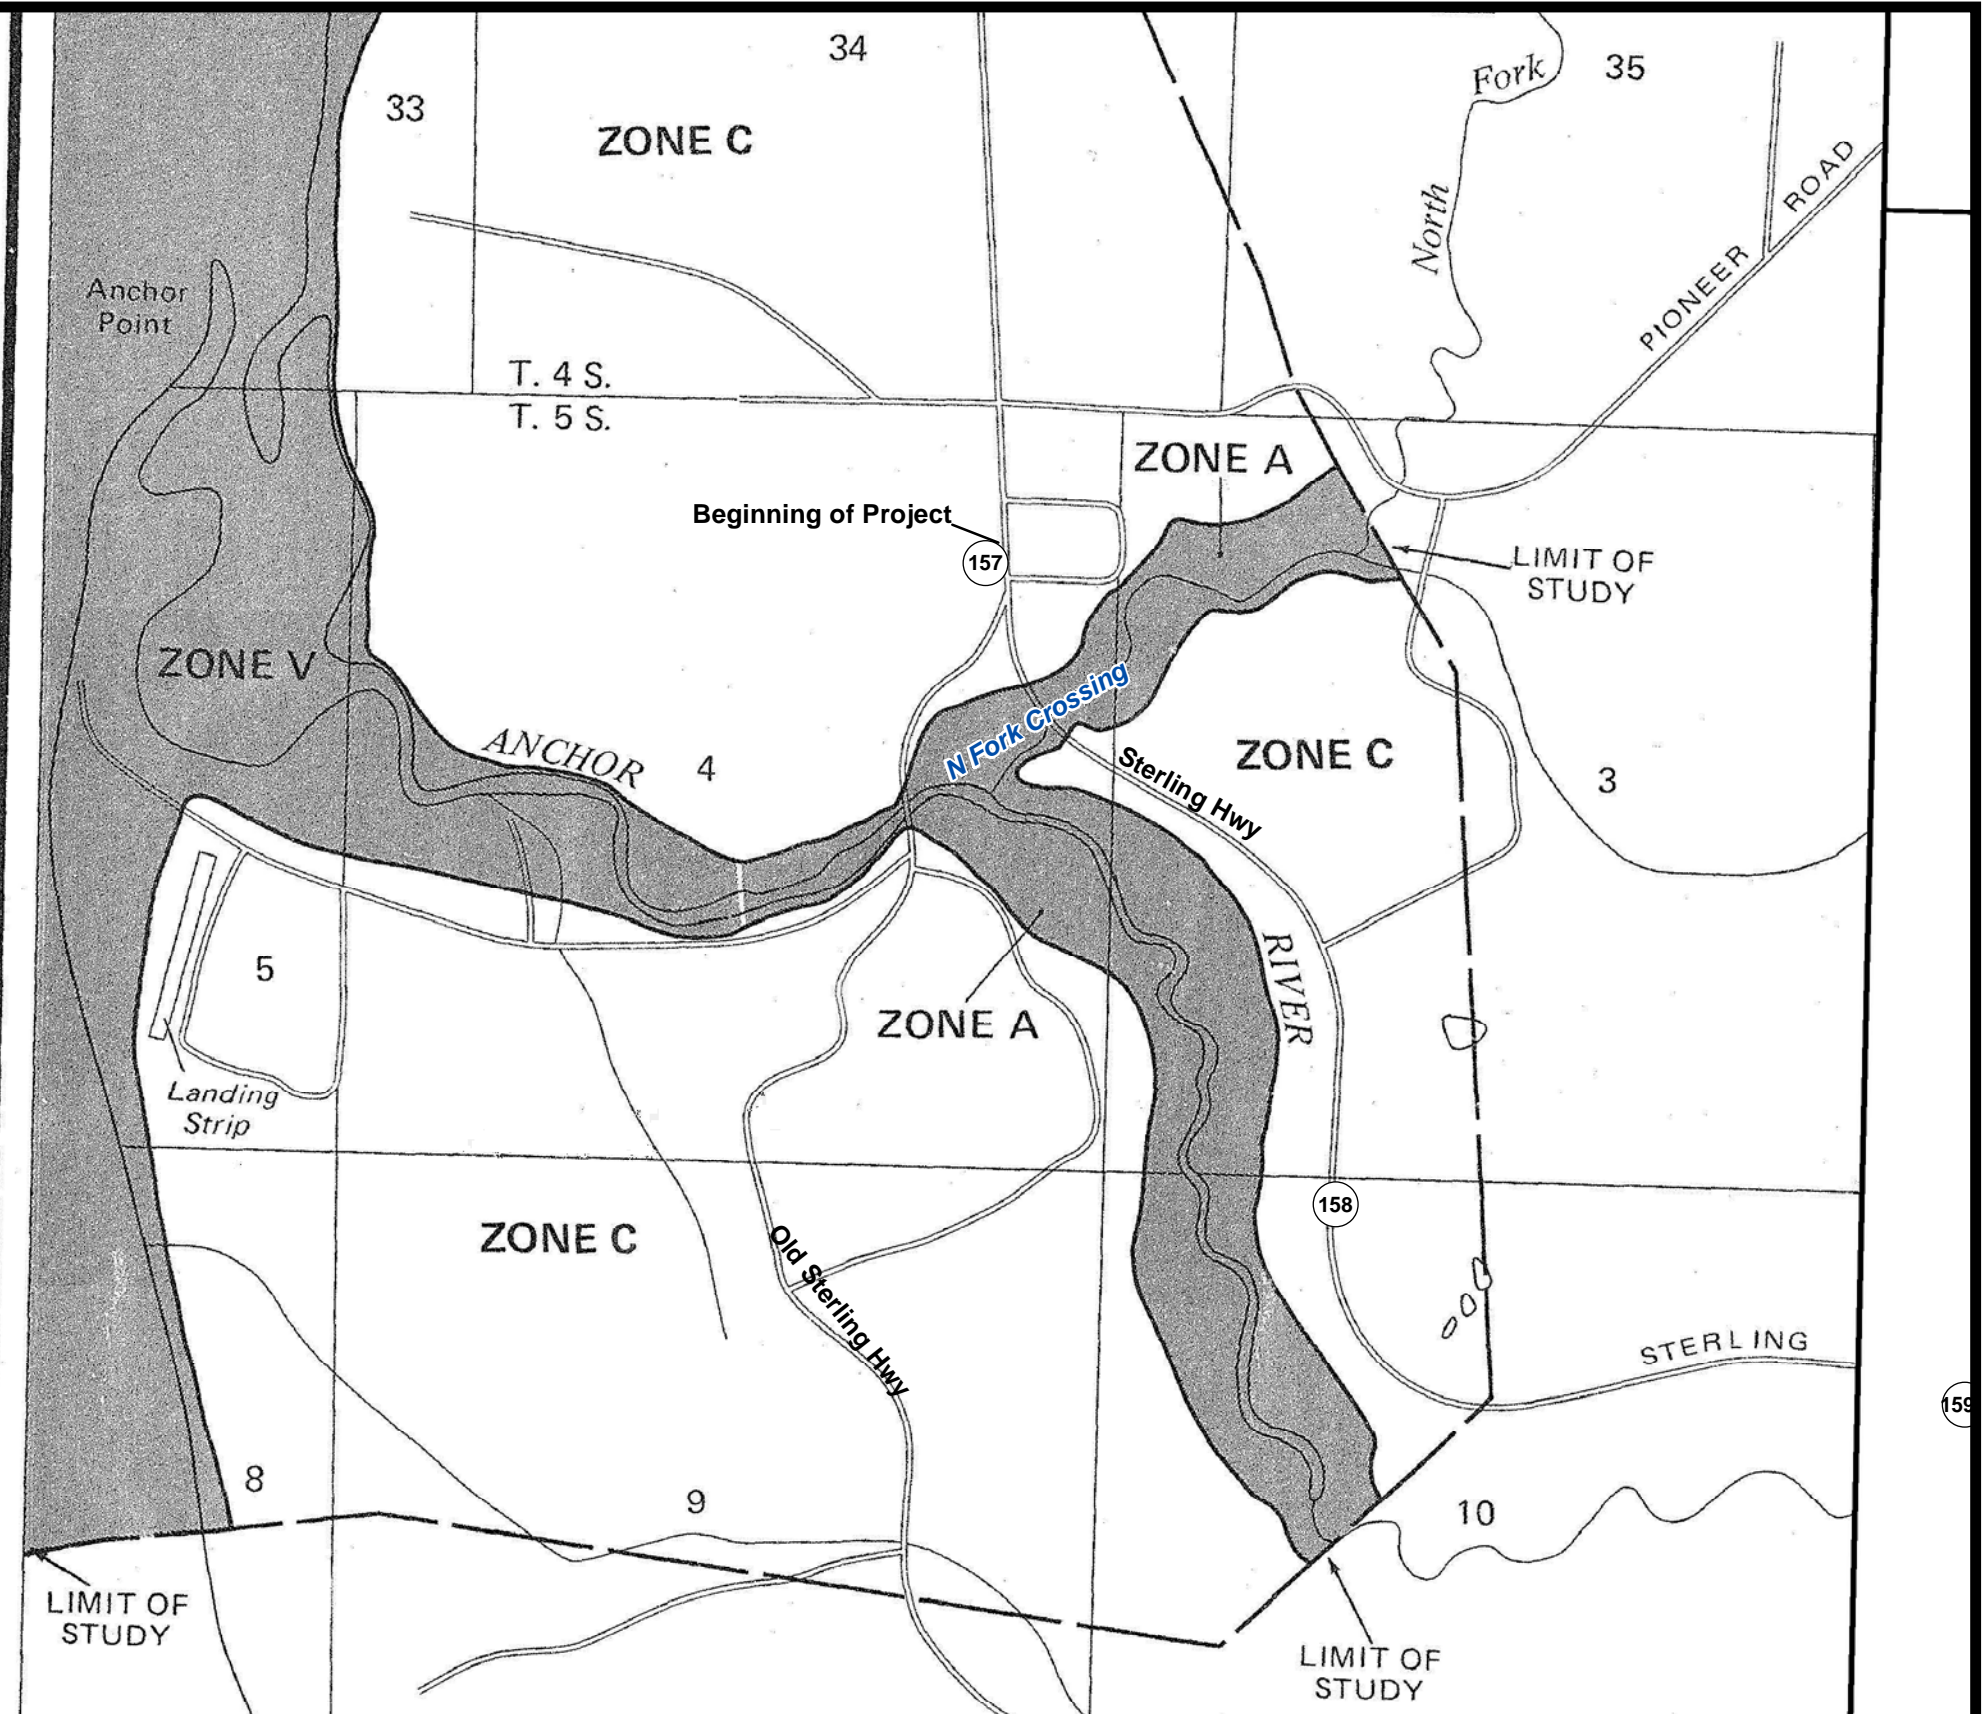 34
Fork
35
33
ZONE C
ROAD
North
PIONEER
Anchor
Point
T. 4 S.
T. 5 S.
ZONE A
Beginning of Project
157
LIMIT OF
STUDY
ZONE V
N Fork Crossing
ANCHOR
4
Sterling Hwy
ZONE C
3
RIVER
5
ZONE A
Landing
Strip
158
ZONE C
Old Sterling Hwy
STERLING
159
8
9
10
LIMIT OF
STUDY
LIMIT OF
STUDY